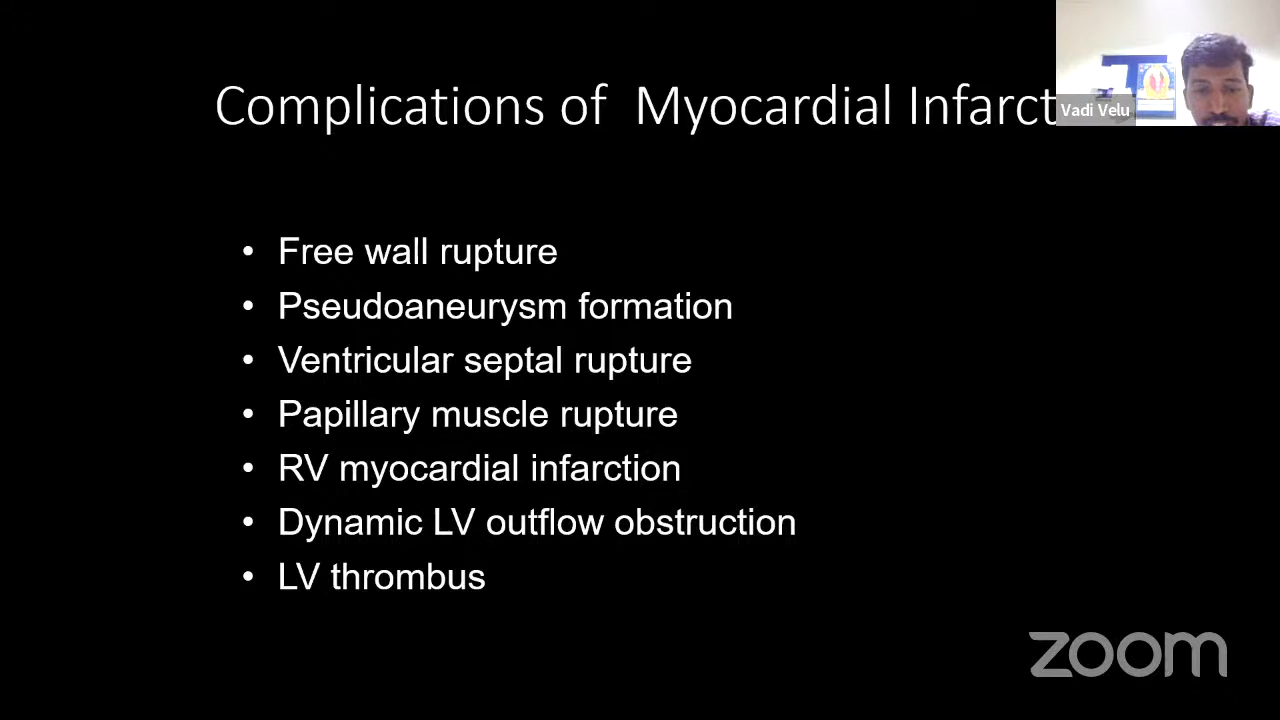 Complications of Myocardial Infarct
Vadi Velu
• Free wall rupture
• Pseudoaneurysm formation
• Ventricular septal rupture
• Papillary muscle rupture
• RV myocardial infarction
• Dynamic LV outflow obstruction
• LV thrombus
zoom